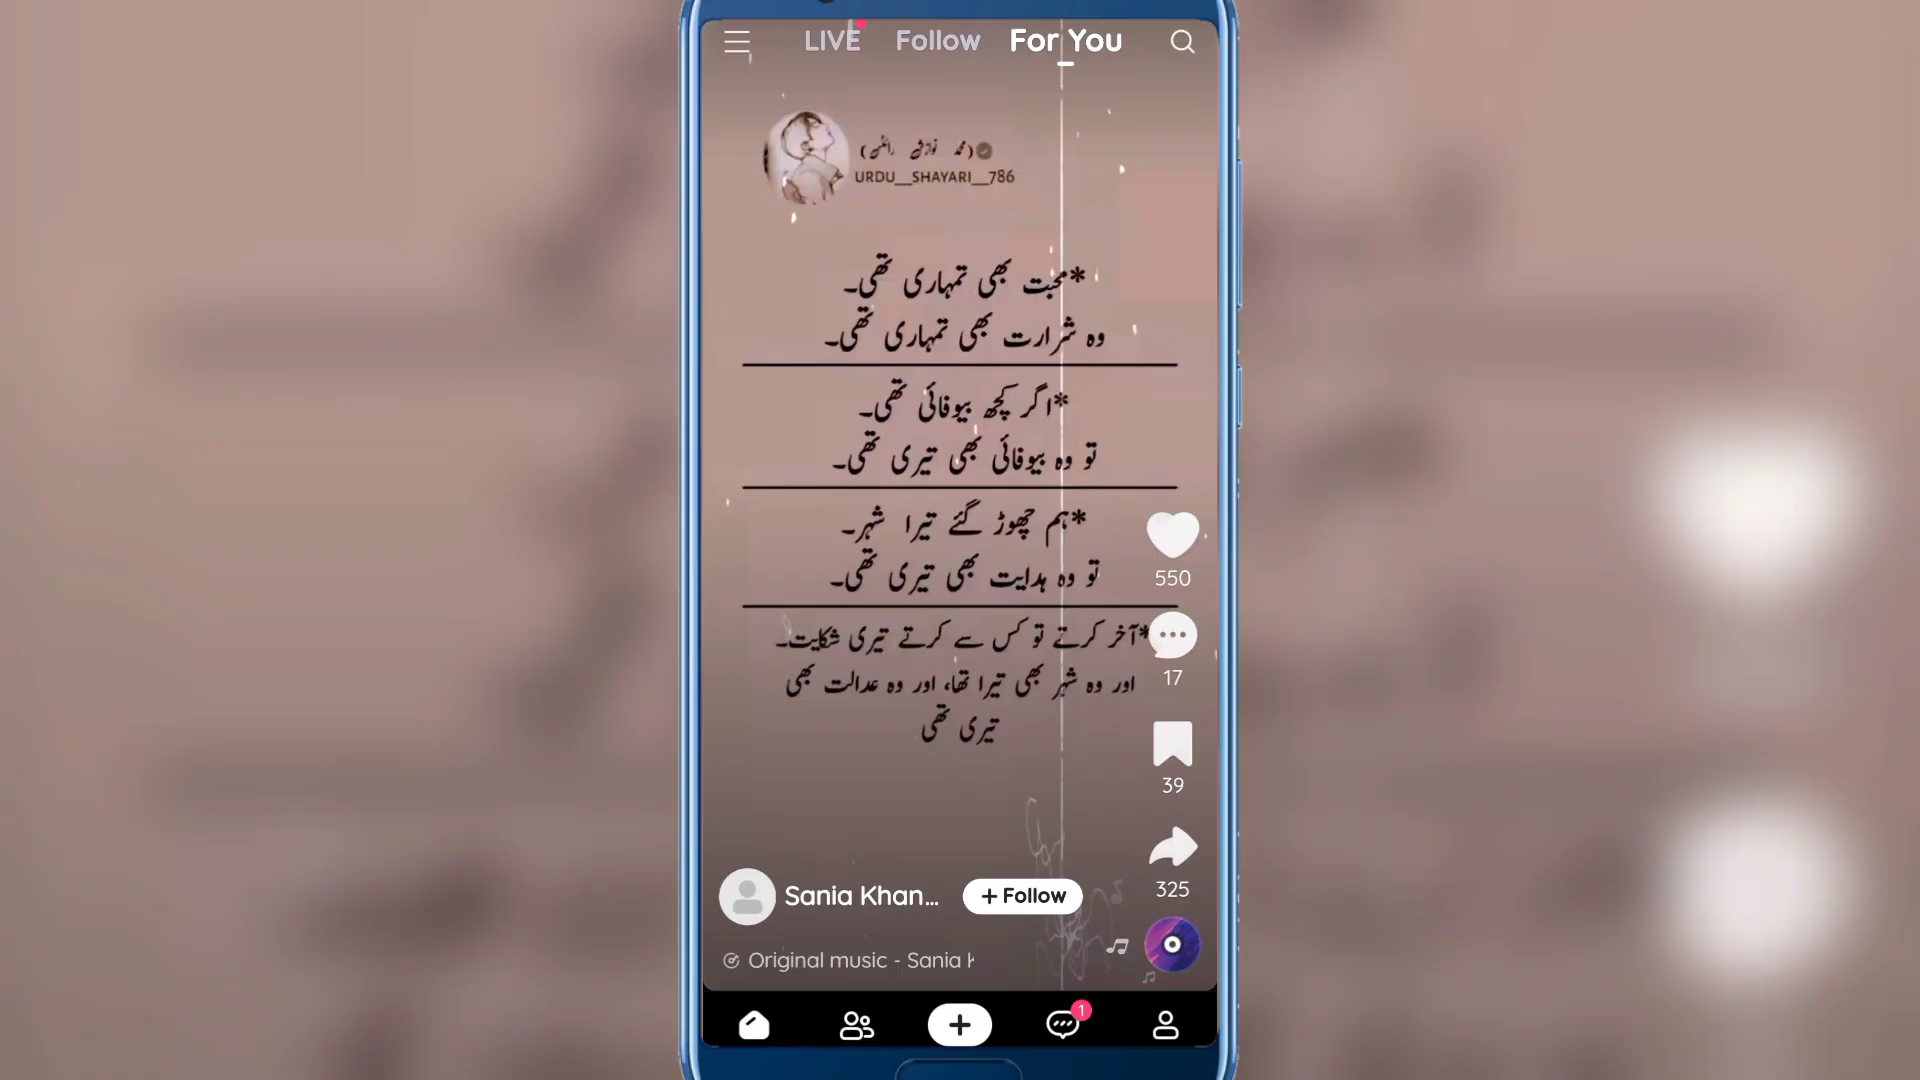 LIVE Follow For You
(محمد نوازش رائٹس)
URDU__SHAYARI__786
*محبت بھی تمہاری تھی۔
وہ شرارت بھی تمہاری تھی۔
*اگر کچھ بیوفائی تھی۔
تو وہ بیوفائی بھی تیری تھی۔
*ہم چھوڑ گئے تیرا شہر۔
تو وہ ہدایت بھی تیری تھی۔
*آخر کرتے تو کس سے کرتے تیری شکایت۔
اور وہ شہر بھی تیرا تھا، اور وہ عدالت بھی
تیری تھی
550
17
39
325
Sania Khan... + Follow
Original music - Sania
1